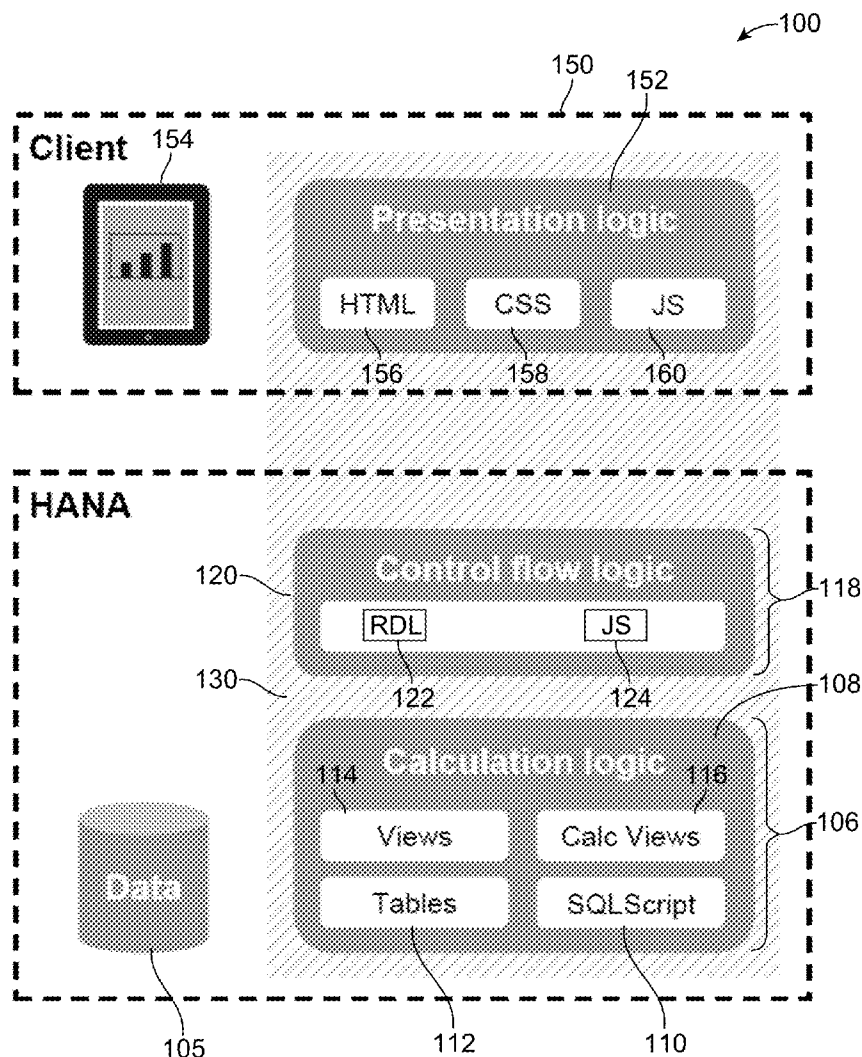 100
150
152
Client
154
Presentation logic
HTML
CSS
JS
156
158
160
HANA
120
Control flow logic
118
RDL
JS
130
122
124
108
Calculation logic
114
116
106
Views
Calc Views
Data
Tables
SQLScript
105
112
110